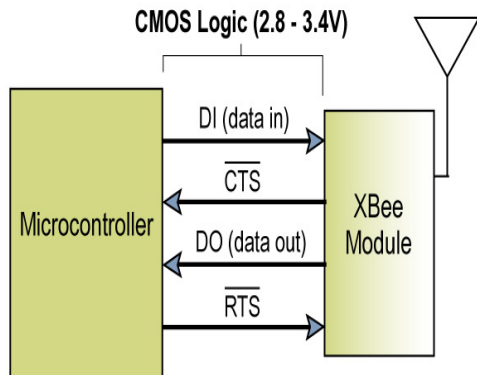 CMOS Logic (2.8 - 3.4V)
DI (data in)
CTS
Microcontroller
DO (data out)
RTS
XBee
Module